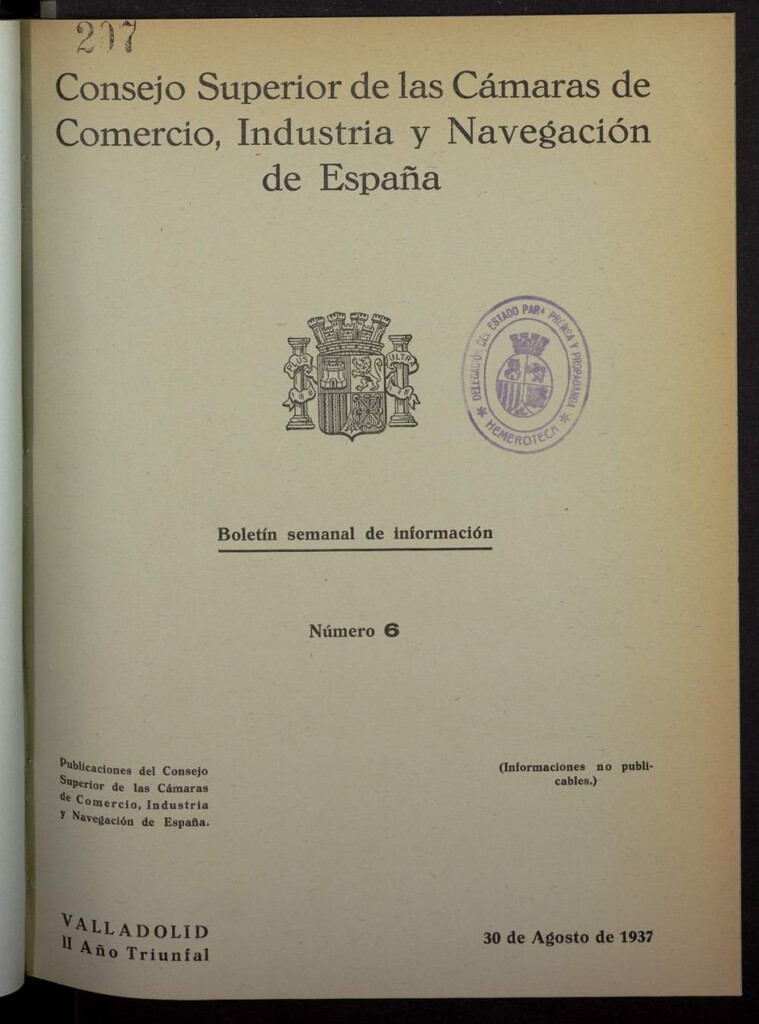 207
Consejo Superior de las Cámaras de
Comercio, Industria y Navegación
de España
PLUS ULTRA
DELEGACIÓN DEL ESTADO PARA PRENSA Y PROPAGANDA
* HEMEROTECA *
Boletín semanal de información
Número 6
Publicaciones del Consejo
Superior de las Cámaras
de Comercio, Industria
y Navegación de España.
(Informaciones no publi-
cables.)
VALLADOLID
II Año Triunfal
30 de Agosto de 1937